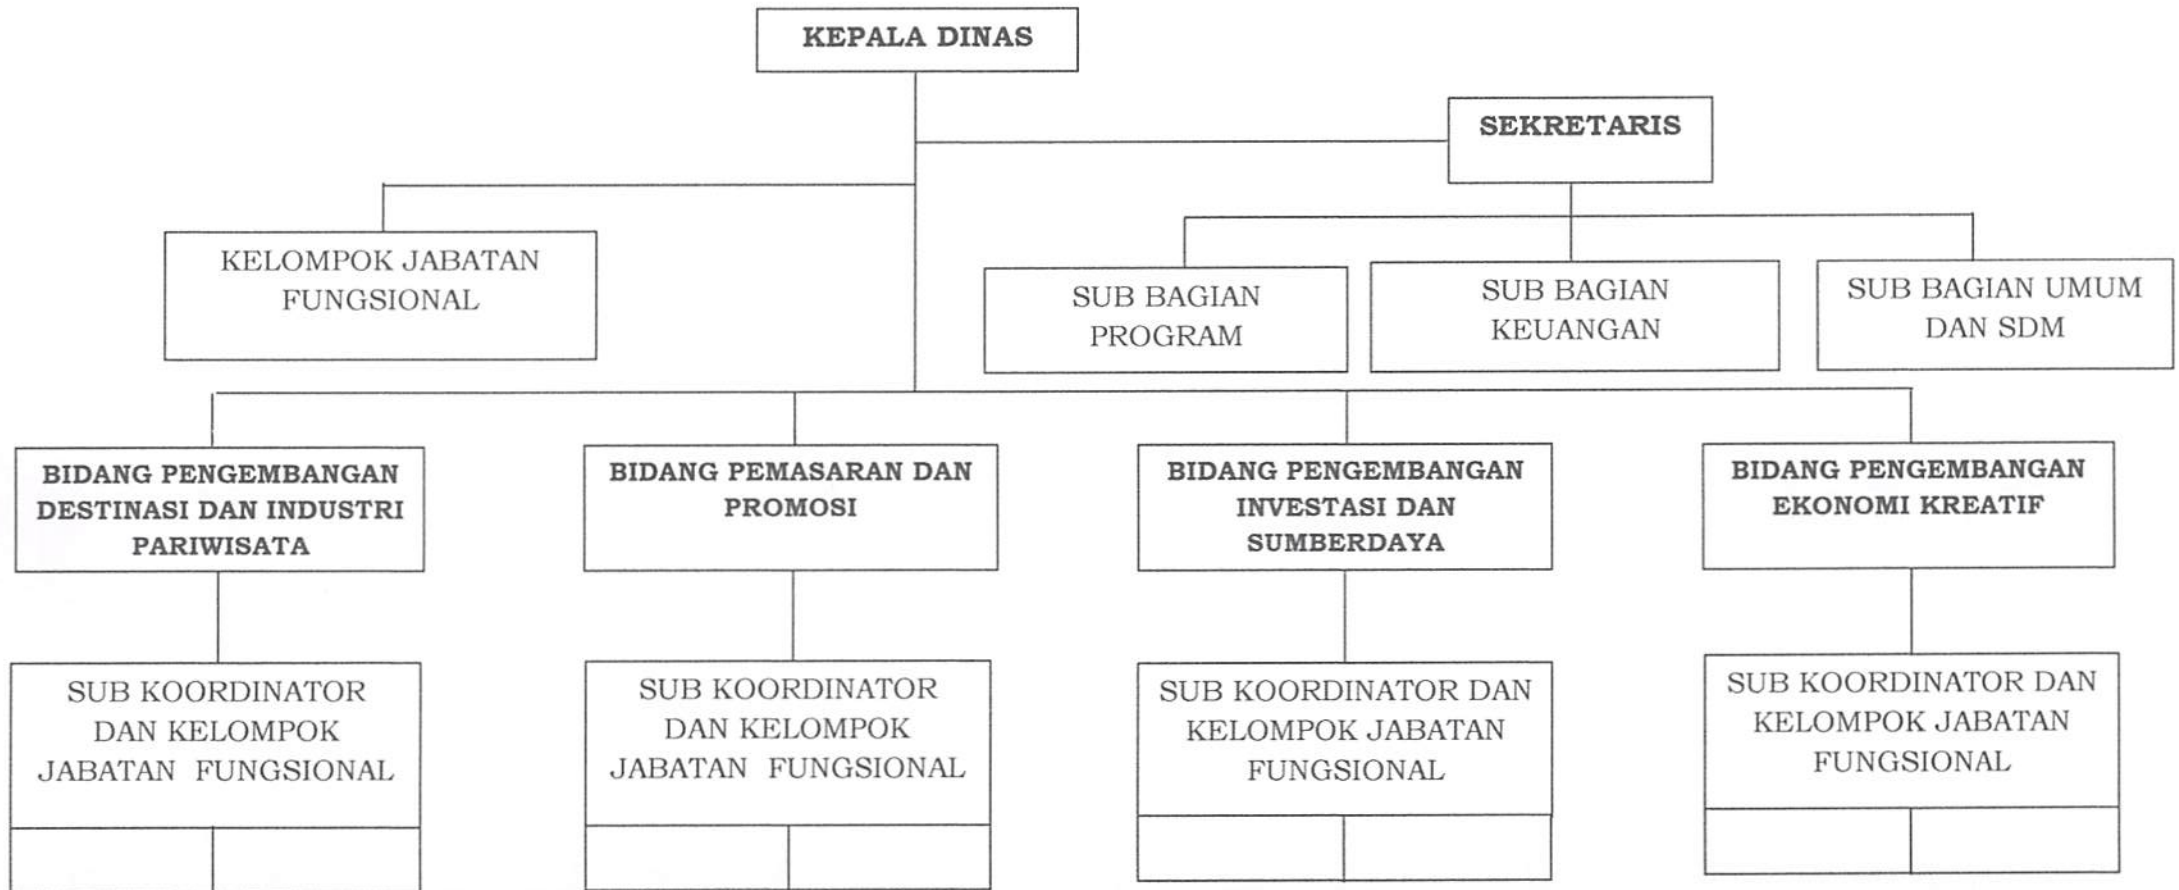 KEPALA DINAS
SEKRETARIS
KELOMPOK JABATAN
FUNGSIONAL
SUB BAGIAN
PROGRAM
SUB BAGIAN
KEUANGAN
SUB BAGIAN UMUM
DAN SDM
BIDANG PENGEMBANGAN
DESTINASI DAN INDUSTRI
PARIWISATA
BIDANG PEMASARAN DAN
PROMOSI
BIDANG PENGEMBANGAN
INVESTASI DAN
SUMBERDAYA
BIDANG PENGEMBANGAN
EKONOMI KREATIF
SUB KOORDINATOR
DAN KELOMPOK
JABATAN FUNGSIONAL
SUB KOORDINATOR
DAN KELOMPOK
JABATAN FUNGSIONAL
SUB KOORDINATOR DAN
KELOMPOK JABATAN
FUNGSIONAL
SUB KOORDINATOR DAN
KELOMPOK JABATAN
FUNGSIONAL